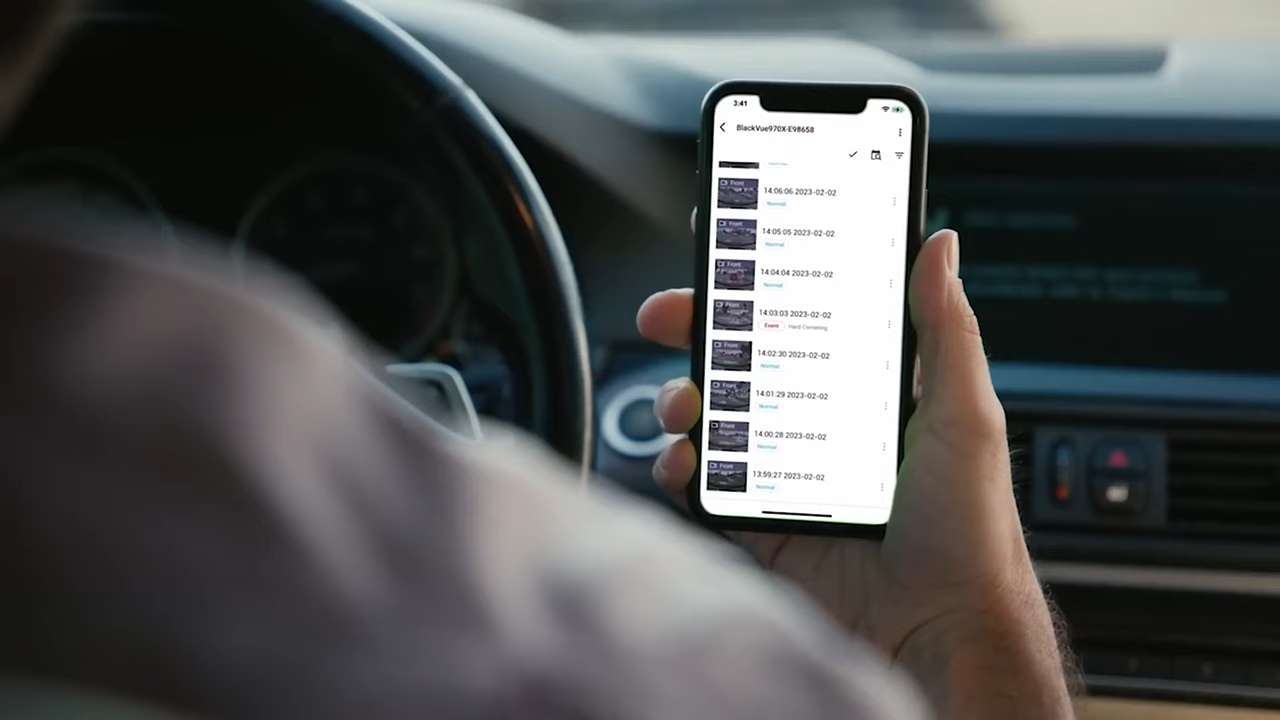 3:41
BlackVue970X-E98658
Front
14:06:06 2023-02-02
Normal
Front
14:05:05 2023-02-02
Normal
Front
14:04:04 2023-02-02
Normal
Front
14:03:03 2023-02-02
Event Hard Cornering
Front
14:02:30 2023-02-02
Normal
Front
14:01:29 2023-02-02
Normal
Front
14:00:28 2023-02-02
Normal
Front
13:59:27 2023-02-02
Normal